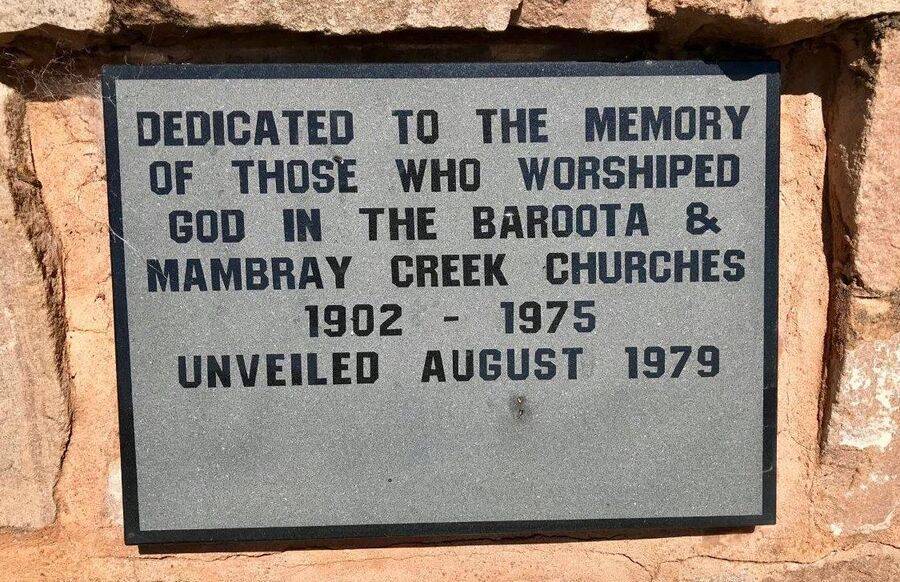 DEDICATED TO THE MEMORY
OF THOSE WHO WORSHIPED
GOD IN THE BAROOTA &
MAMBRAY CREEK CHURCHES
1902 - 1975
UNVEILED AUGUST 1979